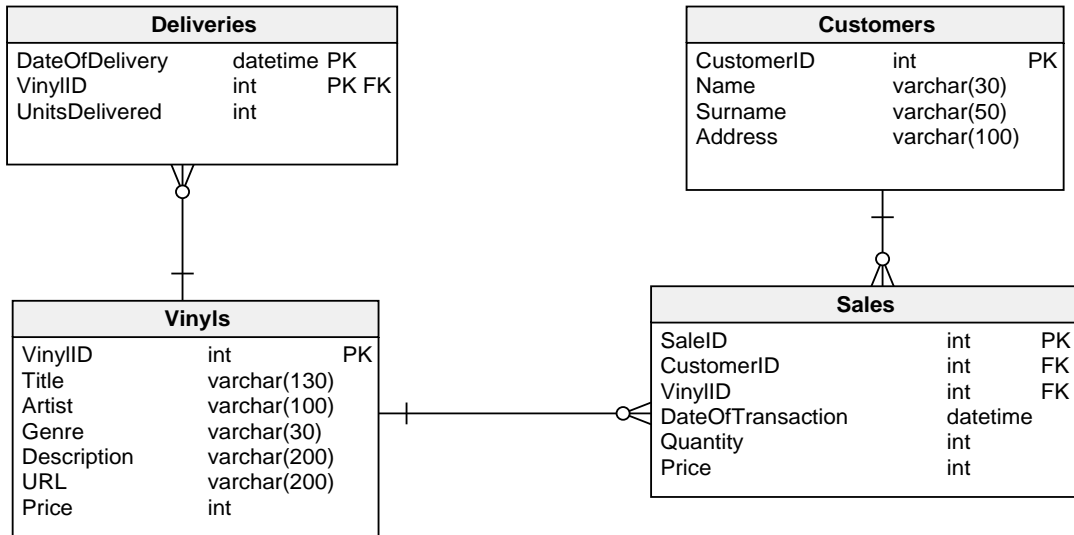 Deliveries
DateOfDelivery datetime PK
VinylID int PK FK
UnitsDelivered int
Customers
CustomerID int PK
Name varchar(30)
Surname varchar(50)
Address varchar(100)
Vinyls
VinylID int PK
Title varchar(130)
Artist varchar(100)
Genre varchar(30)
Description varchar(200)
URL varchar(200)
Price int
Sales
SaleID int PK
CustomerID int FK
VinylID int FK
DateOfTransaction datetime
Quantity int
Price int